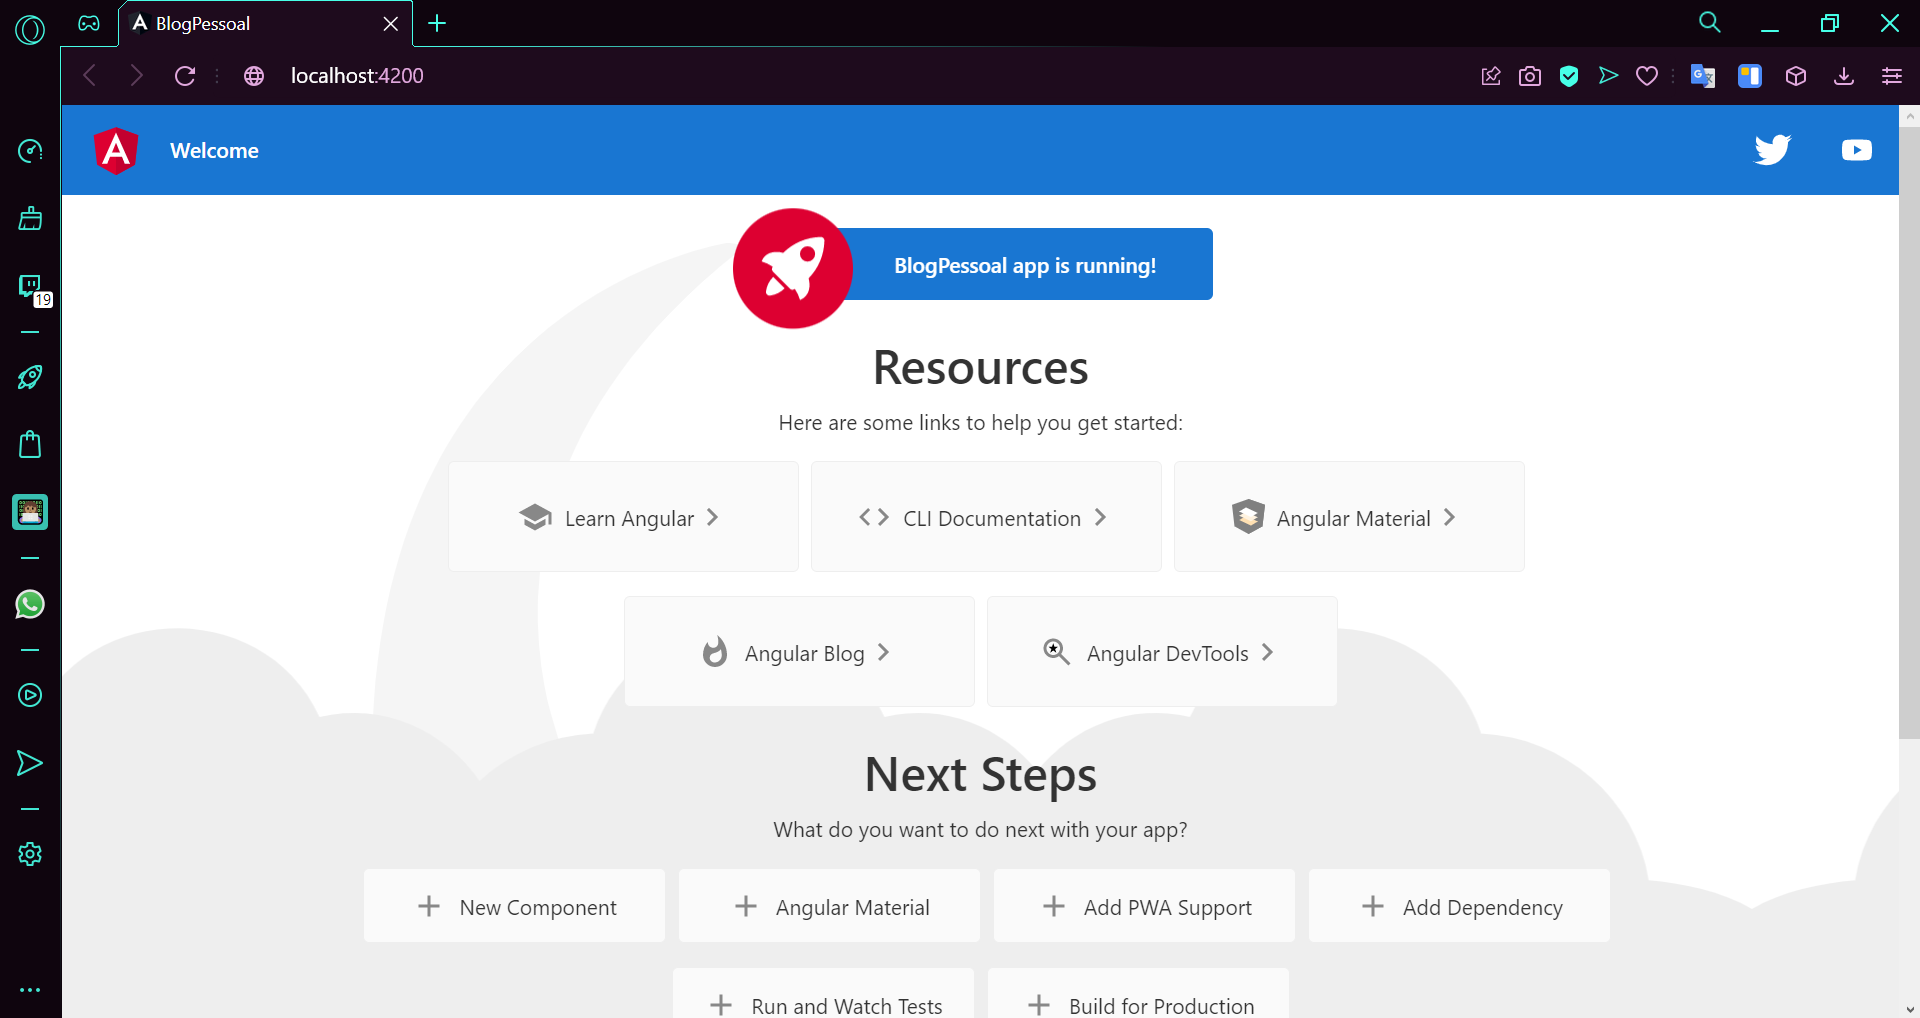 BlogPessoal
localhost:4200
Welcome
19
BlogPessoal app is running!
Resources
Here are some links to help you get started:
Learn Angular
CLI Documentation
Angular Material
Angular Blog
Angular DevTools
Next Steps
What do you want to do next with your app?
New Component
Angular Material
Add PWA Support
Add Dependency
Run and Watch Tests
Build for Production